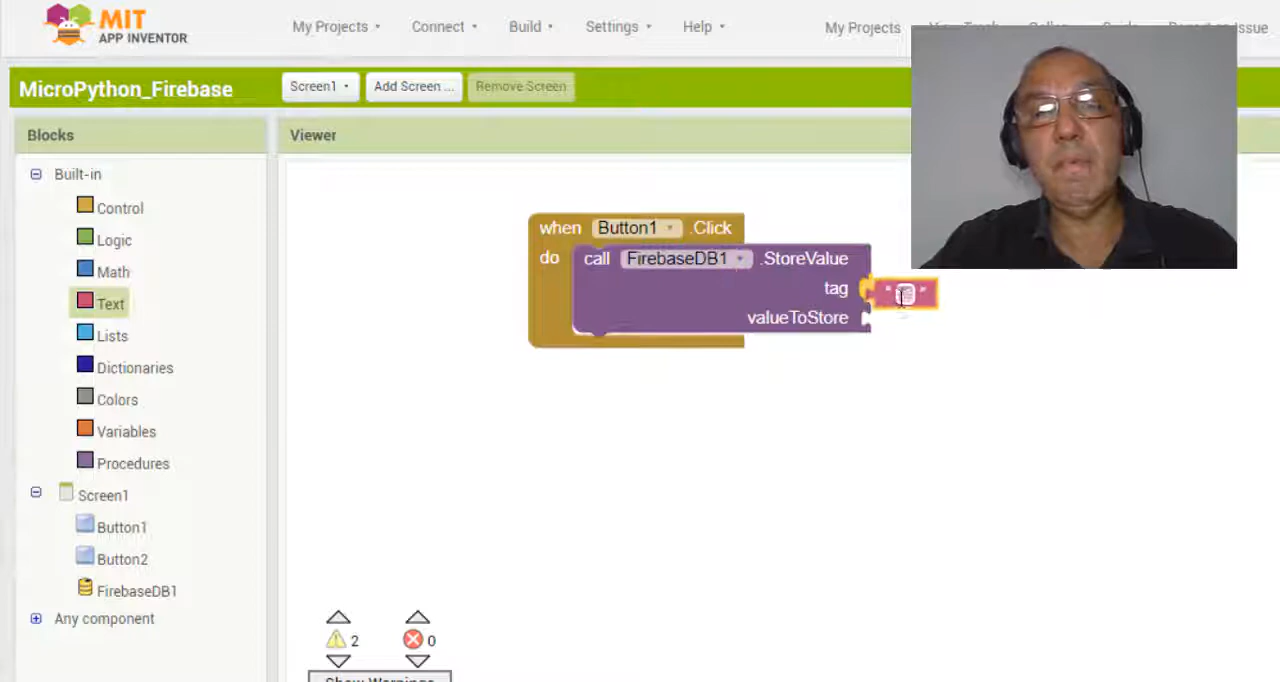 MIT
APP INVENTOR
My Projects
Connect
Build
Settings
Help
My Projects
MicroPython_Firebase
Screen1
Add Screen ...
Remove Screen
Blocks
Viewer
Built-in
Control
Logic
Math
Text
Lists
Dictionaries
Colors
Variables
Procedures
Screen1
Button1
Button2
FirebaseDB1
Any component
when Button1 .Click
do call FirebaseDB1 .StoreValue
tag " "
valueToStore
2
0
Show Warnings